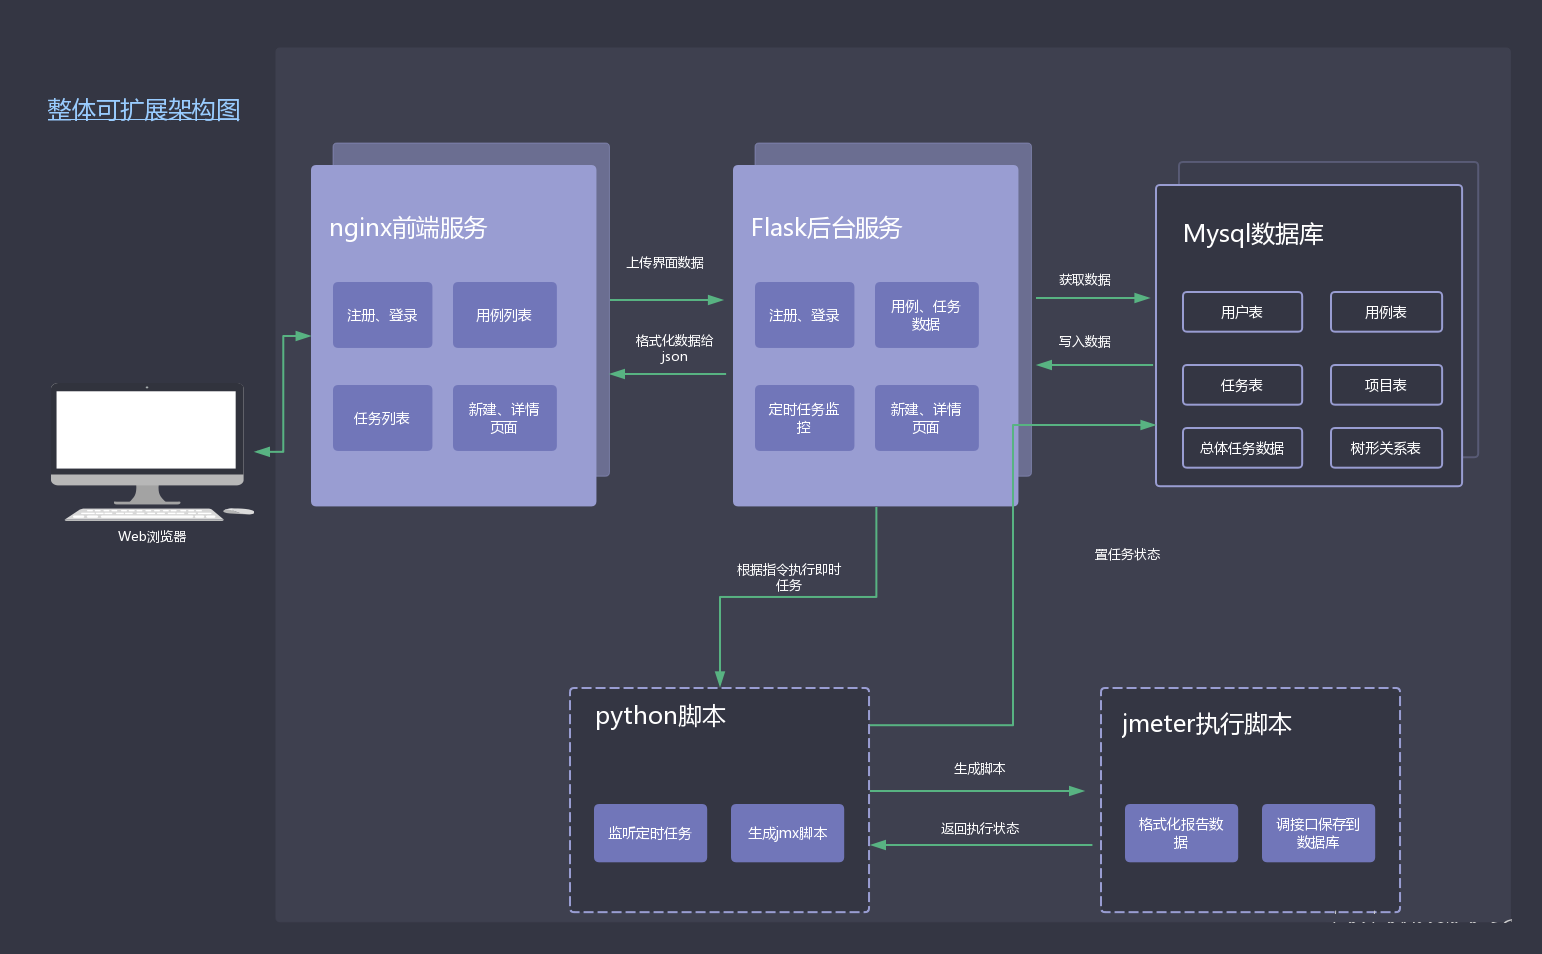 整体可扩展架构图
nginx前端服务
注册、登录
用例列表
任务列表
新建、详情
页面
上传界面数据
格式化数据给
json
Flask后台服务
注册、登录
用例、任务
数据
定时任务监
控
新建、详情
页面
获取数据
写入数据
Mysql数据库
用户表
用例表
任务表
项目表
总体任务数据
树形关系表
Web浏览器
根据指令执行即时
任务
置任务状态
python脚本
监听定时任务
生成jmx脚本
生成脚本
返回执行状态
jmeter执行脚本
格式化报告数
据
调接口保存到
数据库